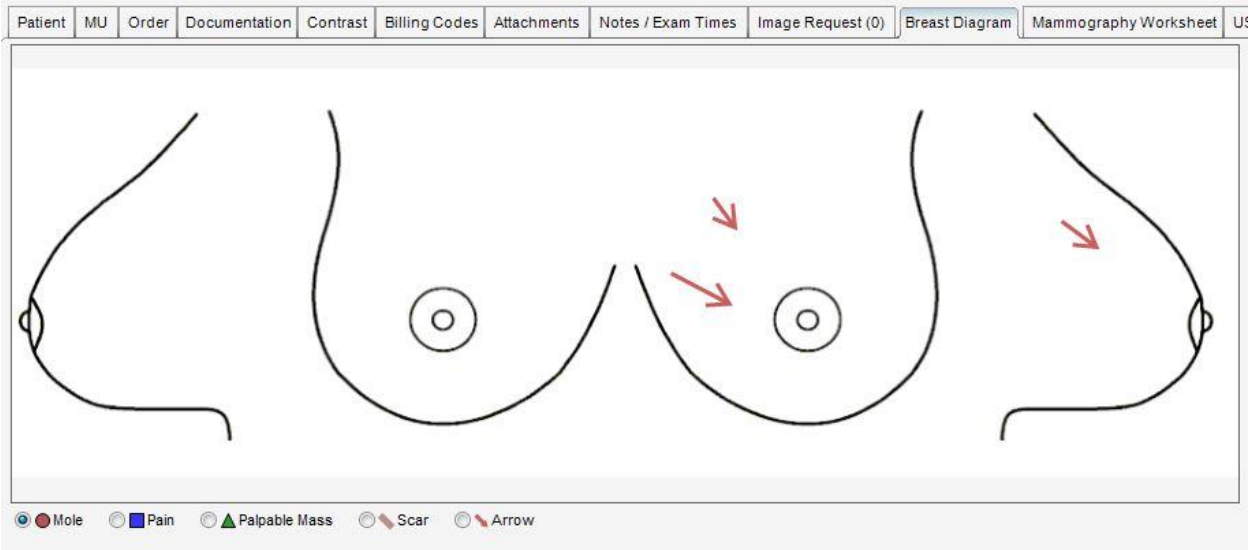 Patient MU Order Documentation Contrast Billing Codes Attachments Notes / Exam Times Image Request (0) Breast Diagram Mammography Worksheet US
Mole Pain Palpable Mass Scar Arrow